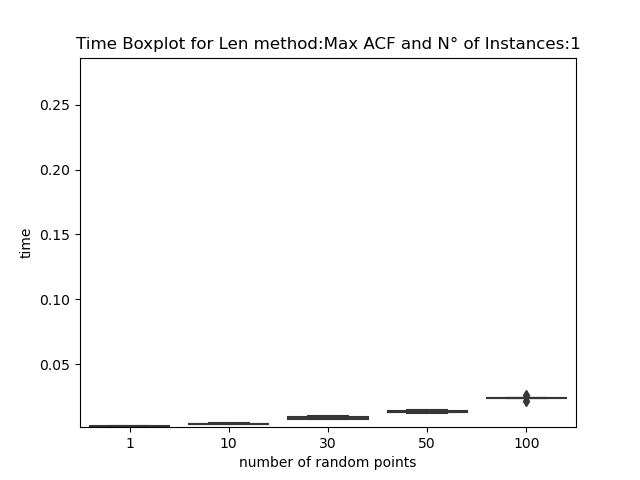 Time Boxplot for Len method:Max ACF and N° of Instances:1
0.25
0.20
0.15
0.10
0.05
time
1 10 30 50 100
number of random points